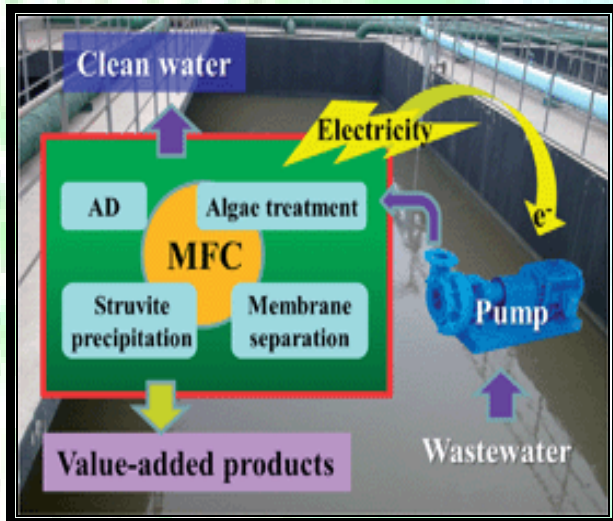 Clean water
Electricity
AD
Algae treatment
MFC
e-
Struvite
precipitation
Membrane
separation
Pump
Value-added products
Wastewater